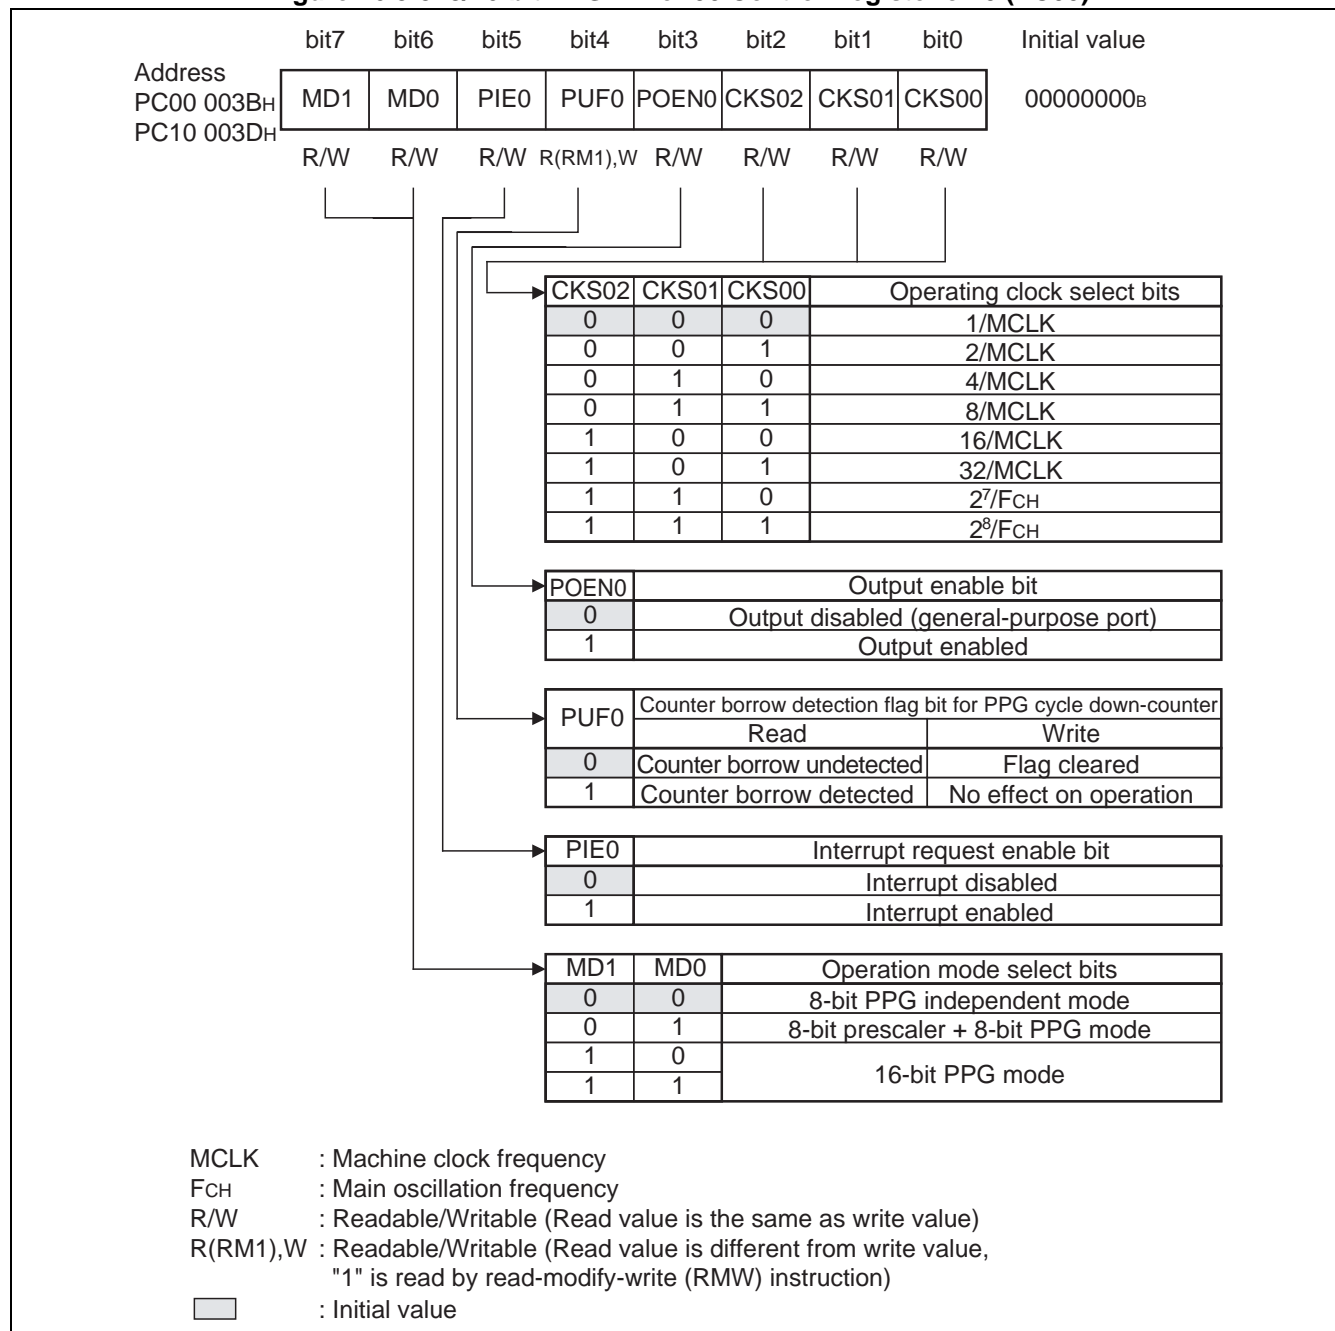 bit7 bit6 bit5 bit4 bit3 bit2 bit1 bit0 Initial value
Address
PC00 003BH MD1 MD0 PIE0 PUF0 POEN0 CKS02 CKS01 CKS00 00000000B
PC10 003DH
R/W R/W R/W R(RM1),W R/W R/W R/W R/W
CKS02 CKS01 CKS00 Operating clock select bits
0 0 0 1/MCLK
0 0 1 2/MCLK
0 1 0 4/MCLK
0 1 1 8/MCLK
1 0 0 16/MCLK
1 0 1 32/MCLK
1 1 0 2⁷/FCH
1 1 1 2⁸/FCH
POEN0 Output enable bit
0 Output disabled (general-purpose port)
1 Output enabled
PUF0 Counter borrow detection flag bit for PPG cycle down-counter
Read Write
0 Counter borrow undetected Flag cleared
1 Counter borrow detected No effect on operation
PIE0 Interrupt request enable bit
0 Interrupt disabled
1 Interrupt enabled
MD1 MD0 Operation mode select bits
0 0 8-bit PPG independent mode
0 1 8-bit prescaler + 8-bit PPG mode
1 0 16-bit PPG mode
1 1
MCLK : Machine clock frequency
FCH : Main oscillation frequency
R/W : Readable/Writable (Read value is the same as write value)
R(RM1),W : Readable/Writable (Read value is different from write value,
"1" is read by read-modify-write (RMW) instruction)
: Initial value